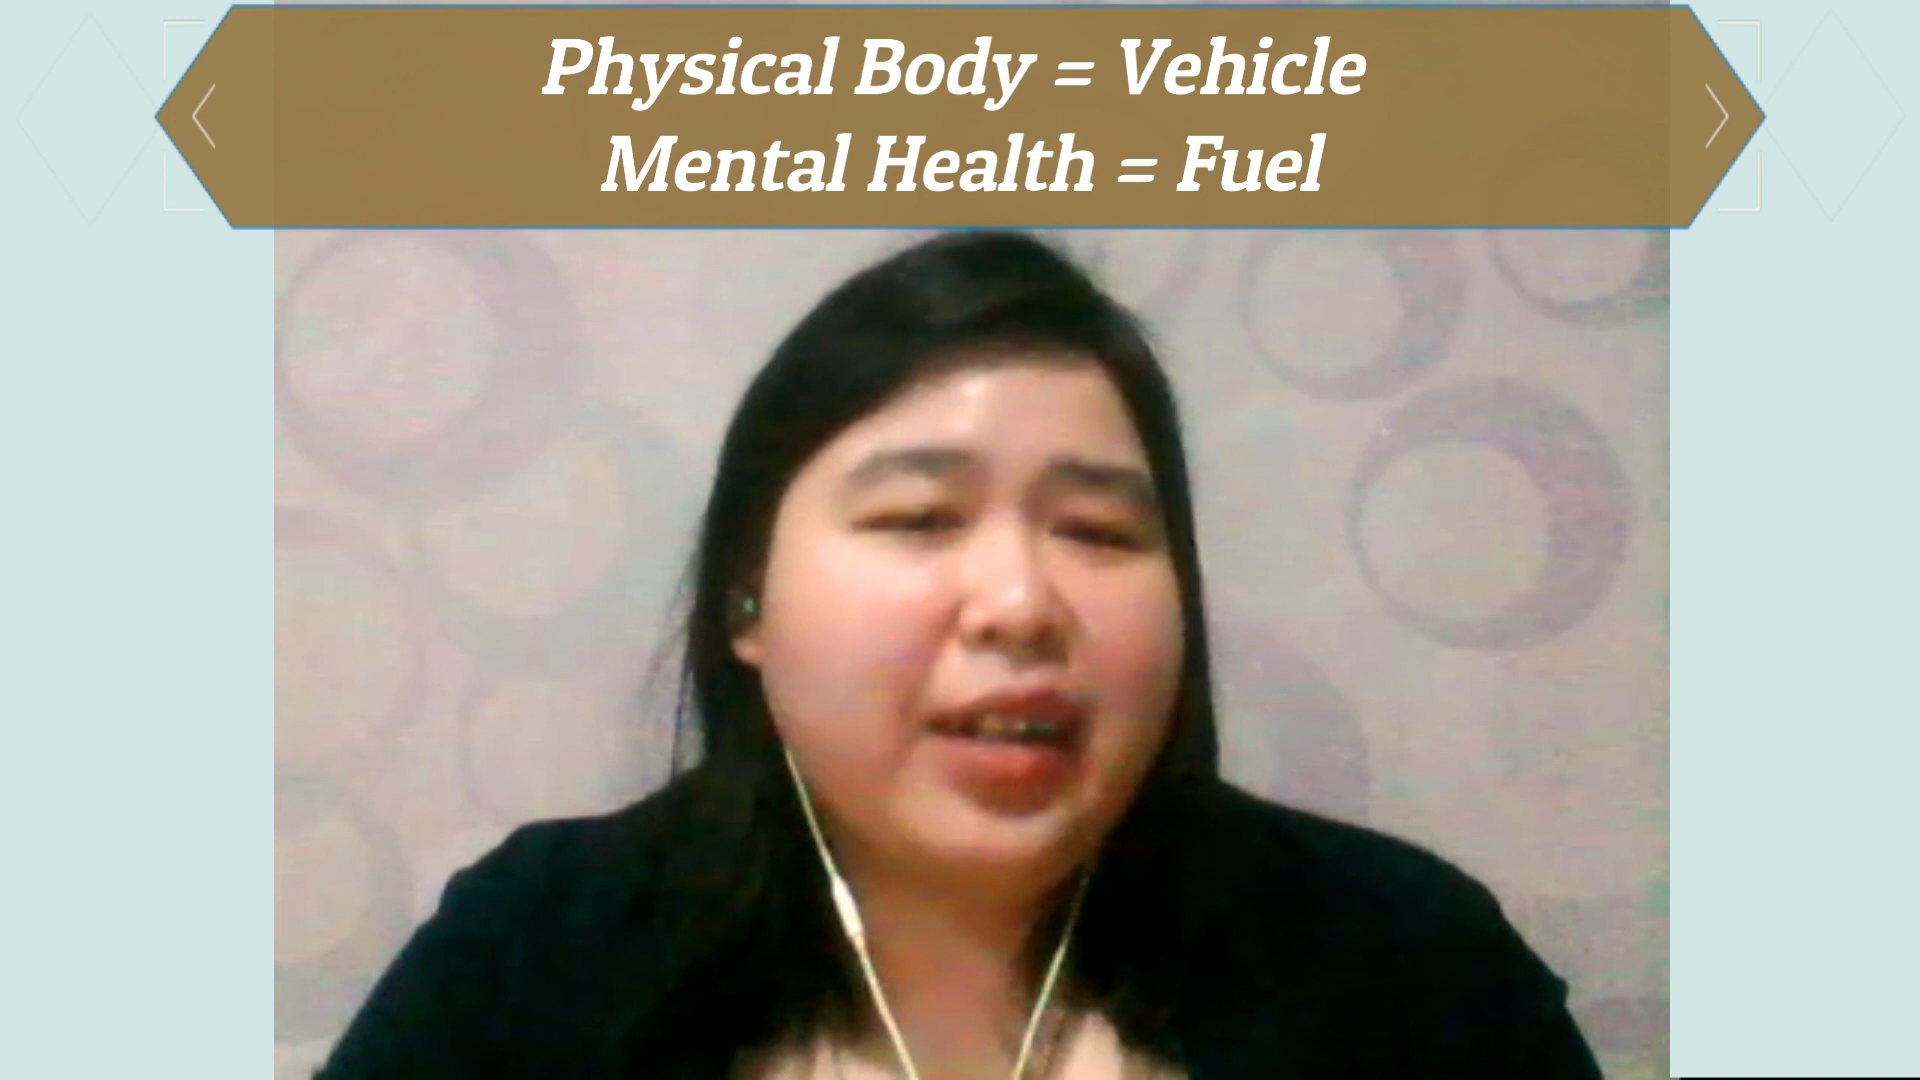 Physical Body = Vehicle
Mental Health = Fuel